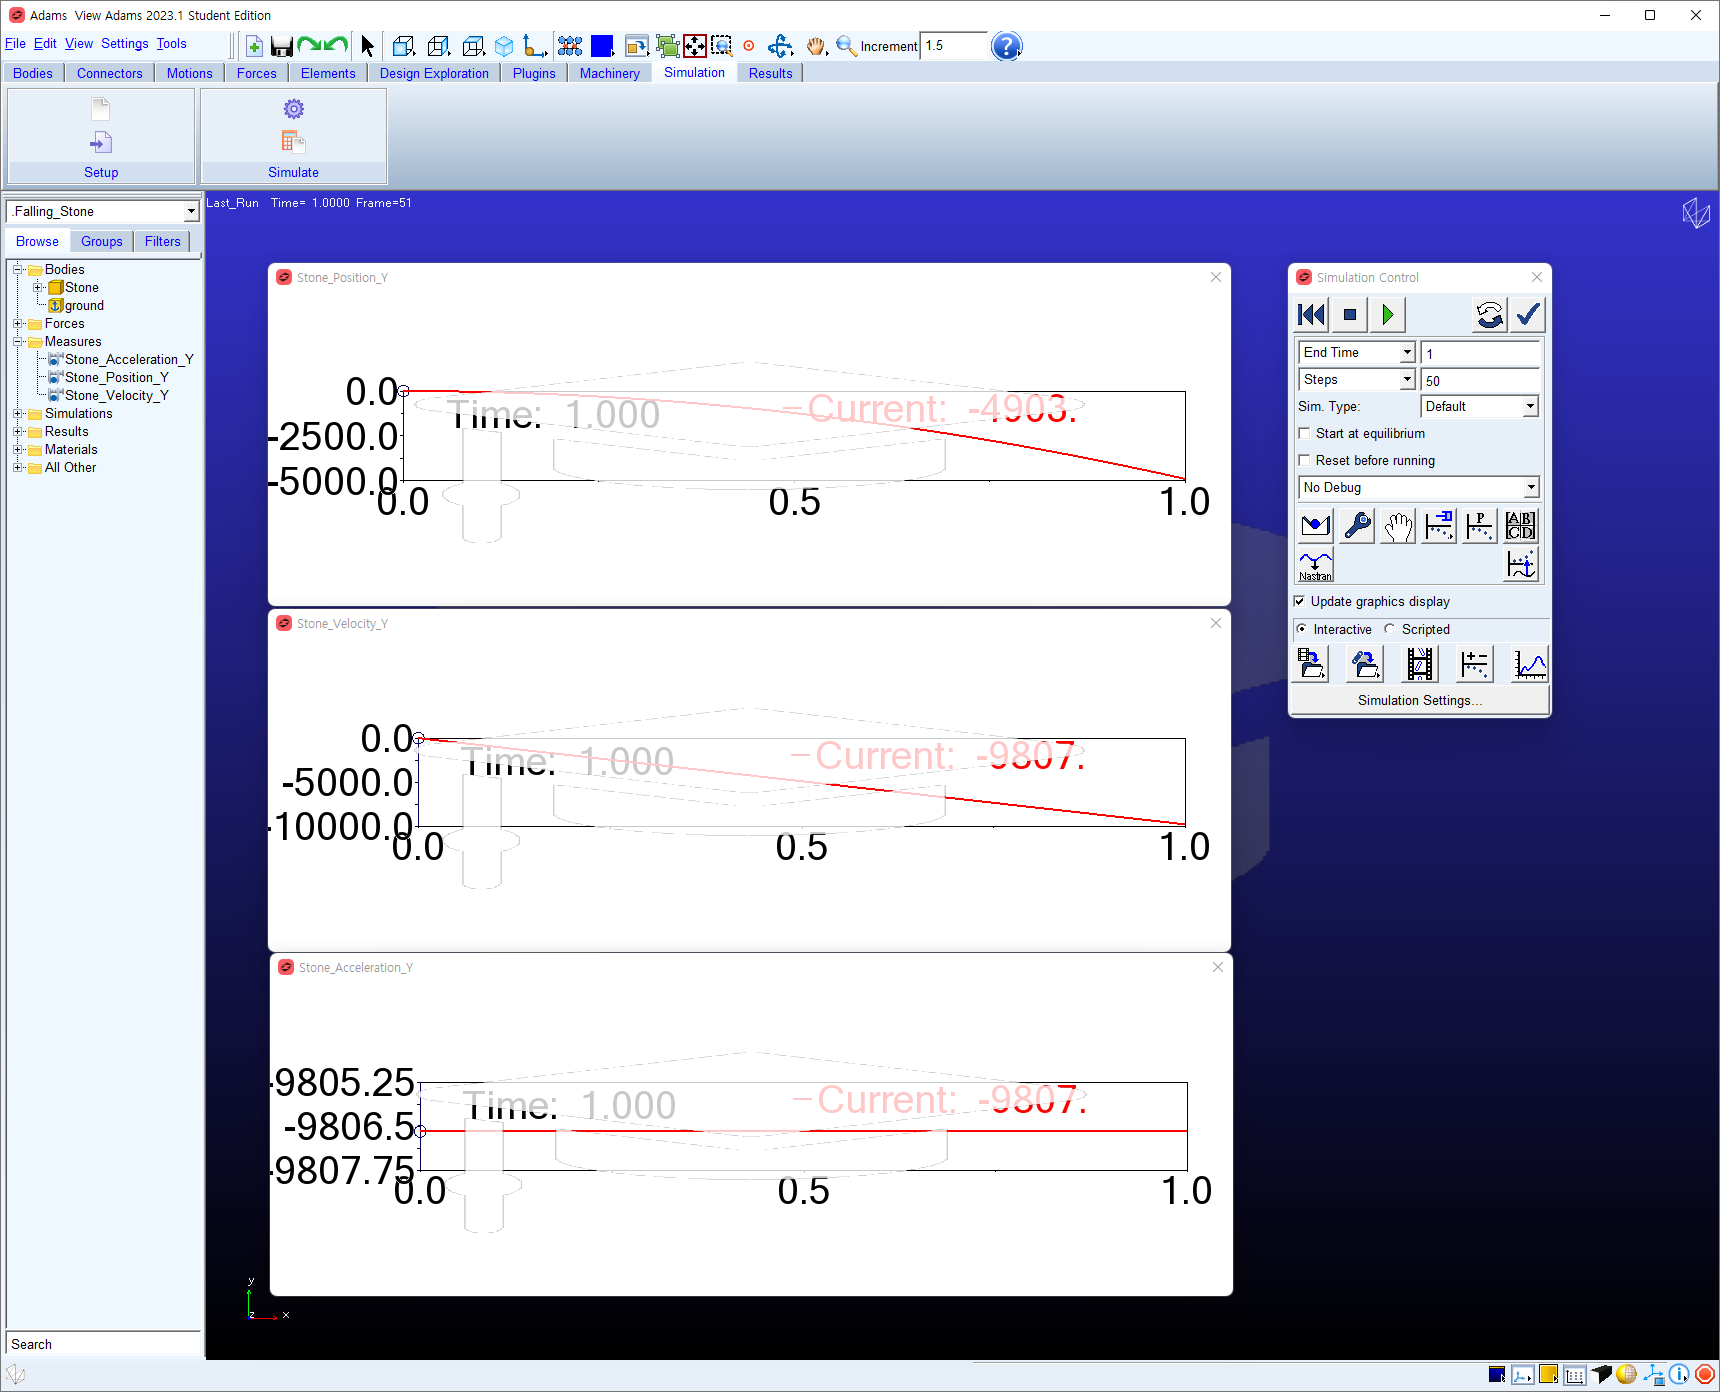 Adams View Adams 2023.1 Student Edition
File Edit View Settings Tools
Increment 1.5
Bodies Connectors Motions Forces Elements Design Exploration Plugins Machinery Simulation Results
Setup Simulate
.Falling_Stone
Browse Groups Filters
Bodies
Stone
ground
Forces
Measures
Stone_Acceleration_Y
Stone_Position_Y
Stone_Velocity_Y
Simulations
Results
Materials
All Other
Search
Last_Run Time= 1.0000 Frame=51
Stone_Position_Y
Time: 1.000 Current: -4903.
0.0
-2500.0
-5000.0
0.0 0.5 1.0
Stone_Velocity_Y
Time: 1.000 Current: -9807.
0.0
-5000.0
-10000.0
0.0 0.5 1.0
Stone_Acceleration_Y
Time: 1.000 Current: -9807.
-9805.25
-9806.5
-9807.75
0.0 0.5 1.0
y
z x
Simulation Control
End Time 1
Steps 50
Sim. Type: Default
Start at equilibrium
Reset before running
No Debug
P
A B
C D
Nastran
Update graphics display
Interactive Scripted
Simulation Settings...